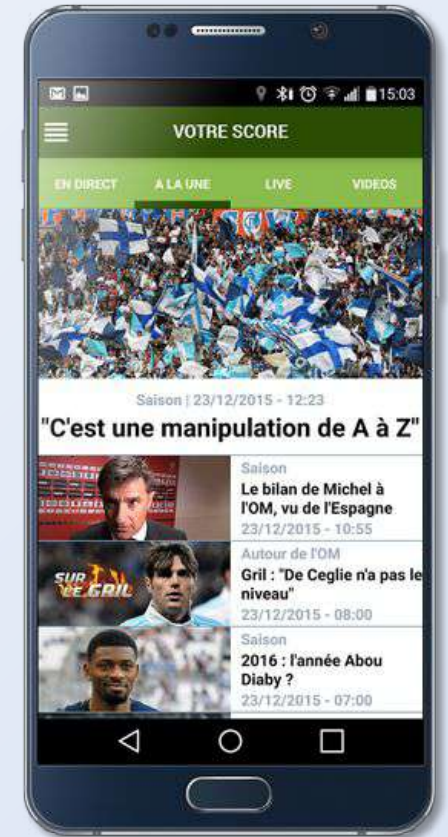 15:03
VOTRE SCORE
EN DIRECT A LA UNE LIVE VIDEOS
Saison | 23/12/2015 - 12:23
"C'est une manipulation de A à Z"
Saison
Le bilan de Michel à
l'OM, vu de l'Espagne
23/12/2015 - 10:55
Autour de l'OM
SUR
LE GRIL
Gril : "De Ceglie n'a pas le
niveau"
23/12/2015 - 08:00
Saison
2016 : l'année Abou
Diaby ?
23/12/2015 - 07:00